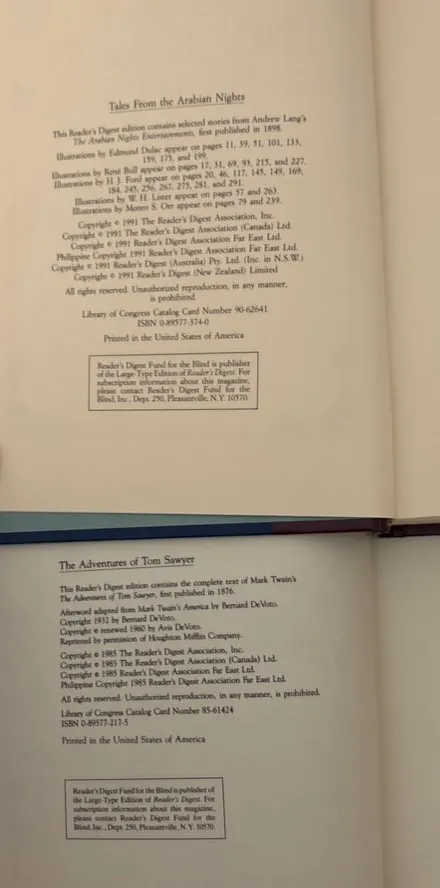 Tales From the Arabian Nights
This Reader's Digest edition contains selected stories from Andrew Lang's
The Arabian Nights Entertainments, first published in 1898.
Illustrations by Edmund Dulac appear on pages 11, 39, 51, 101, 133,
159, 175, and 199.
Illustrations by René Bull appear on pages 17, 31, 69, 93, 215, and 227.
Illustrations by H. J. Ford appear on pages 20, 46, 117, 145, 149, 169,
184, 245, 256, 267, 275, 281, and 291.
Illustrations by W. H. Lister appear on pages 57 and 263.
Illustrations by Monro S. Orr appear on pages 79 and 239.
Copyright © 1991 The Reader's Digest Association, Inc.
Copyright © 1991 The Reader's Digest Association (Canada) Ltd.
Copyright © 1991 Reader's Digest Association Far East Ltd.
Philippine Copyright 1991 Reader's Digest Association Far East Ltd.
Copyright © 1991 Reader's Digest (Australia) Pty. Ltd. (Inc. in N.S.W.)
Copyright © 1991 Reader's Digest (New Zealand) Limited
All rights reserved. Unauthorized reproduction, in any manner,
is prohibited.
Library of Congress Catalog Card Number 90-62641
ISBN 0-89577-374-0
Printed in the United States of America
Reader's Digest Fund for the Blind is publisher
of the Large-Type Edition of Reader's Digest. For
subscription information about this magazine,
please contact Reader's Digest Fund for the
Blind, Inc., Dept. 250, Pleasantville, N.Y. 10570.
The Adventures of Tom Sawyer
This Reader's Digest edition contains the complete text of Mark Twain's
The Adventures of Tom Sawyer, first published in 1876.
Afterword adapted from Mark Twain's America by Bernard DeVoto.
Copyright 1932 by Bernard DeVoto.
Copyright © renewed 1960 by Avis DeVoto.
Reprinted by permission of Houghton Mifflin Company.
Copyright © 1985 The Reader's Digest Association, Inc.
Copyright © 1985 The Reader's Digest Association (Canada) Ltd.
Copyright © 1985 Reader's Digest Association Far East Ltd.
Philippine Copyright 1985 Reader's Digest Association Far East Ltd.
All rights reserved. Unauthorized reproduction, in any manner, is prohibited.
Library of Congress Catalog Card Number 85-61424
ISBN 0-89577-217-5
Printed in the United States of America
Reader's Digest Fund for the Blind is publisher of
the Large-Type Edition of Reader's Digest. For
subscription information about this magazine,
please contact Reader's Digest Fund for the
Blind, Inc., Dept. 250, Pleasantville, N.Y. 10570.